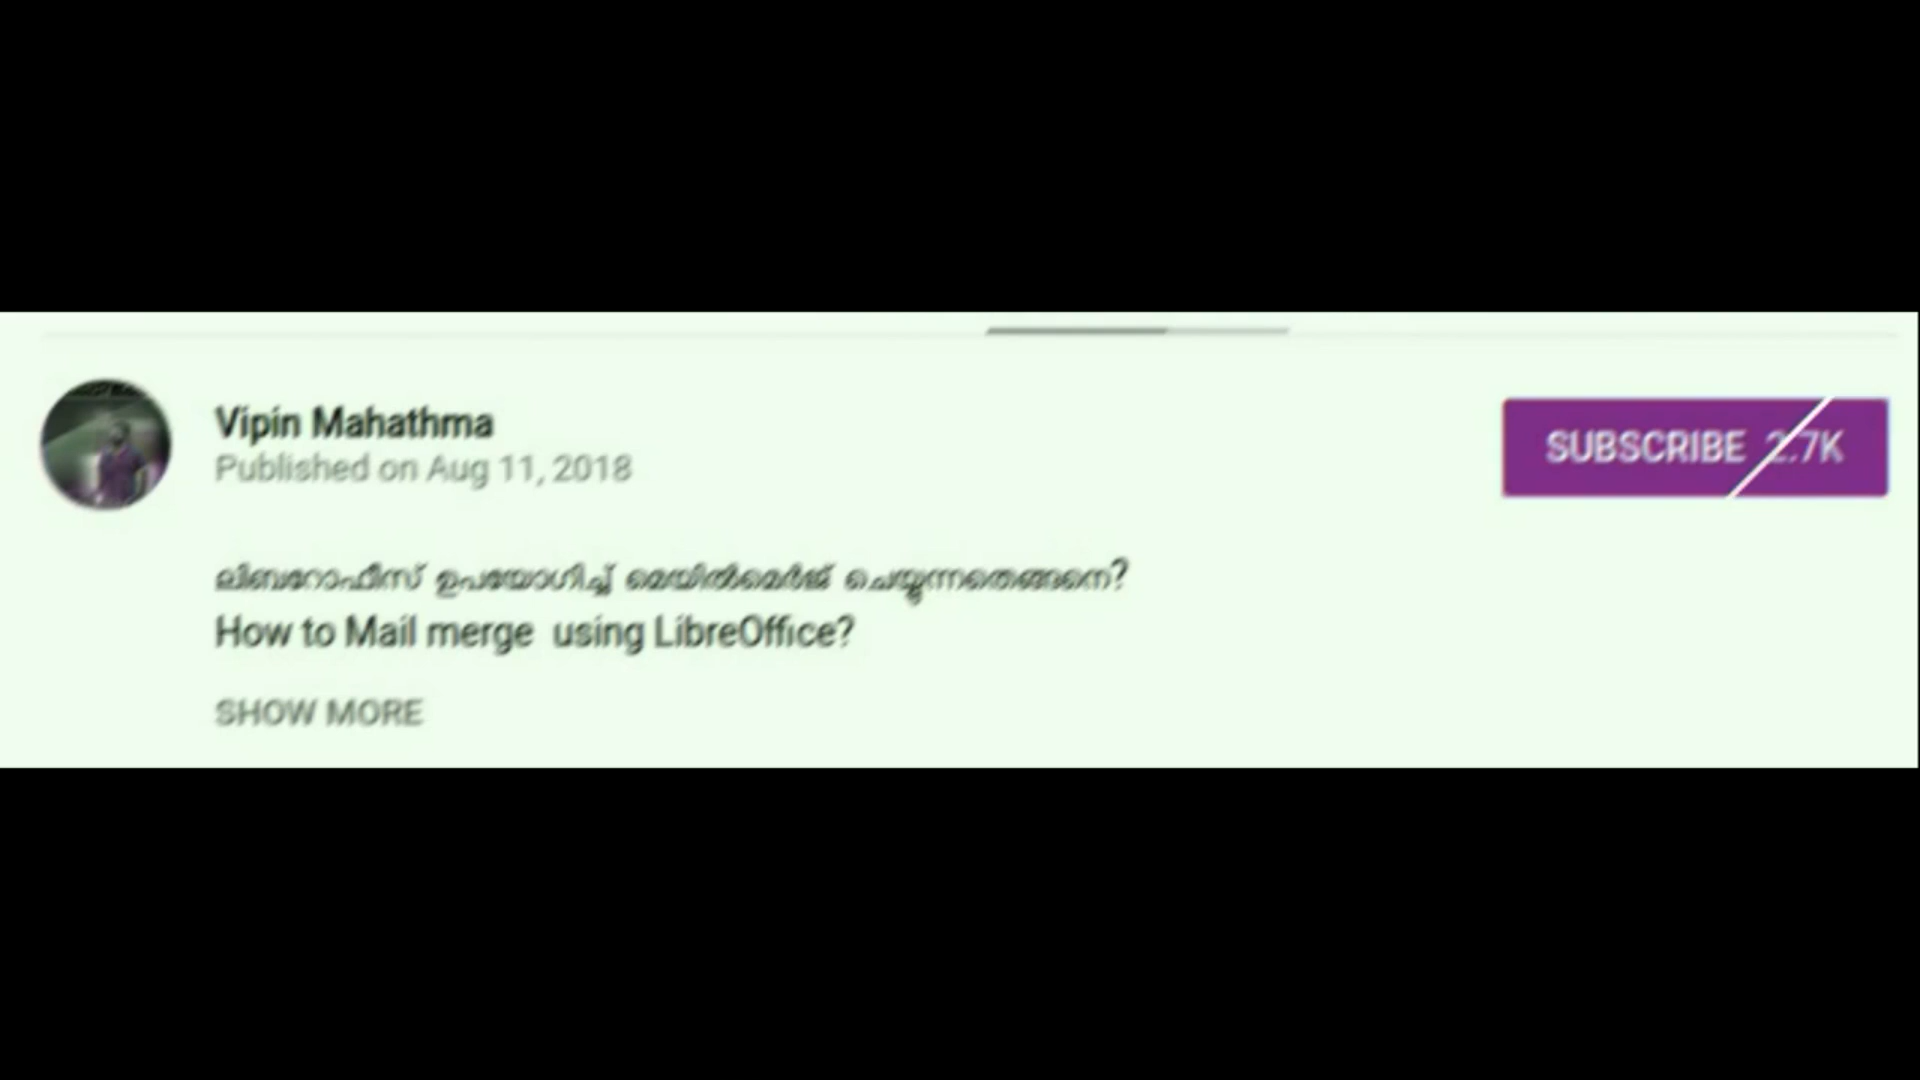 Vipin Mahathma
SUBSCRIBE 2.7K
Published on Aug 11, 2018
ലിബറോഫീസ് ഉപയോഗിച്ച് മെയിൽമെർജ് ചെയ്യുന്നതെങ്ങനെ?
How to Mail merge using LibreOffice?
SHOW MORE